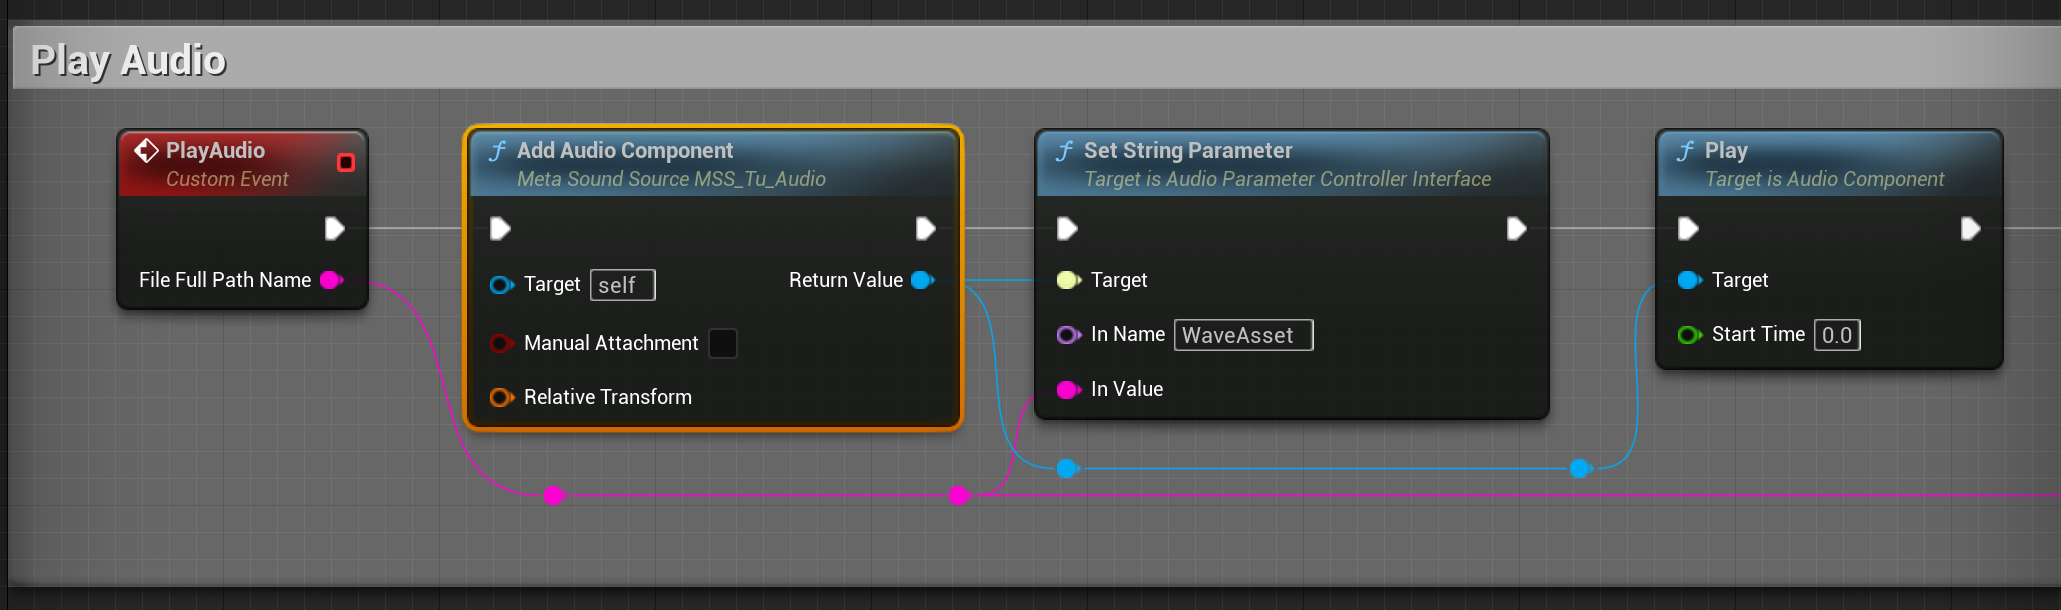 Play Audio
PlayAudio
Custom Event
File Full Path Name
Add Audio Component
Meta Sound Source MSS_Tu_Audio
Target self
Return Value
Manual Attachment
Relative Transform
Set String Parameter
Target is Audio Parameter Controller Interface
Target
In Name WaveAsset
In Value
Play
Target is Audio Component
Target
Start Time 0.0